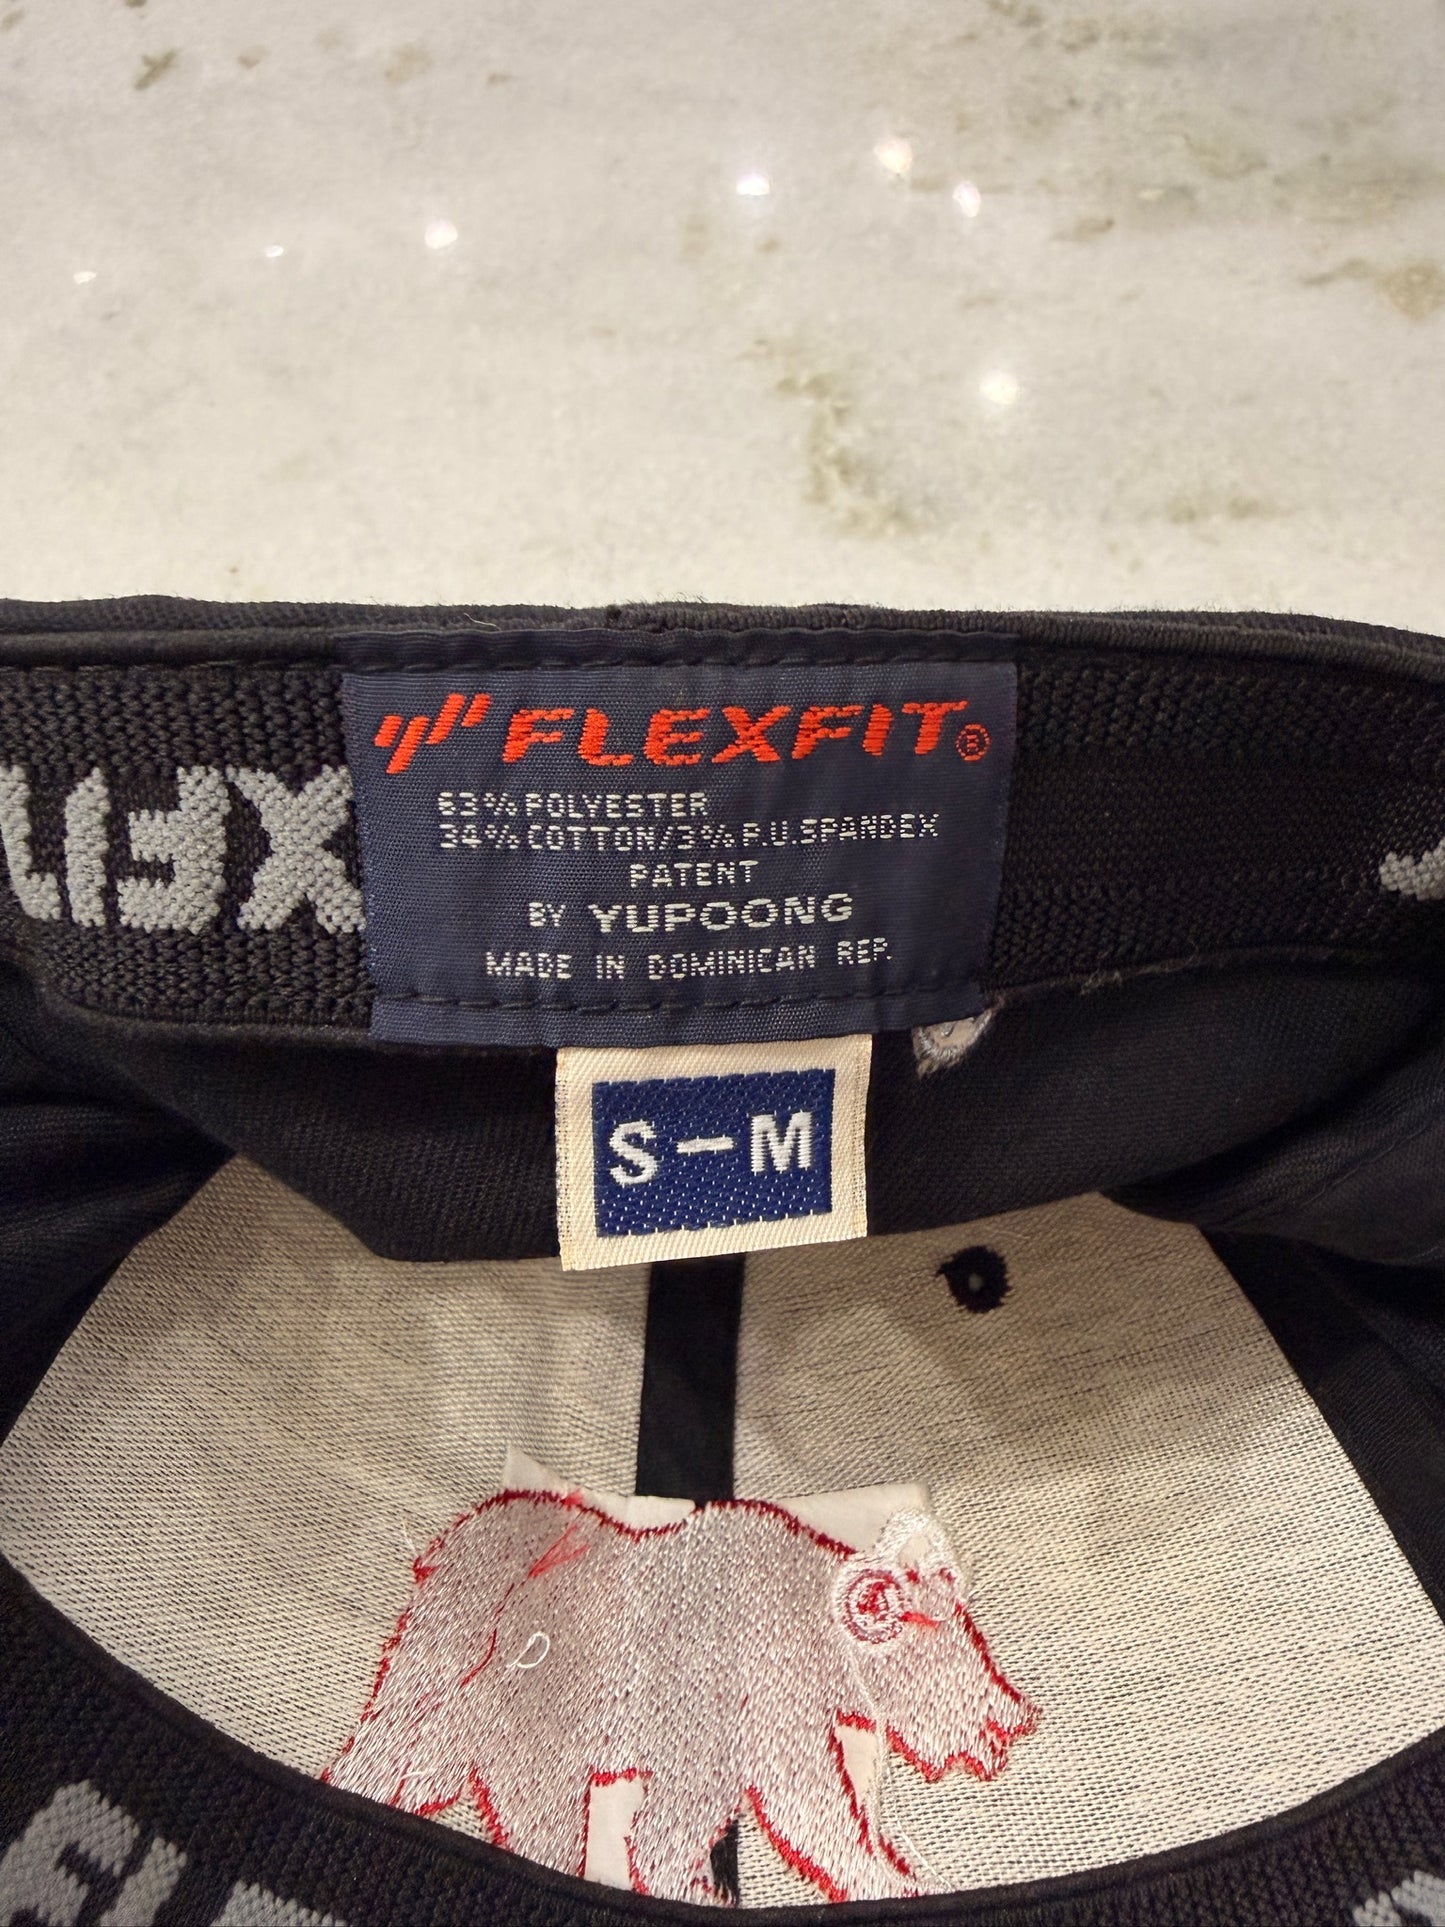 FLEXFIT®
63% POLYESTER
34% COTTON/3% P.U.SPANDEX
PATENT
BY YUPOONG
MADE IN DOMINICAN REP.
S-M